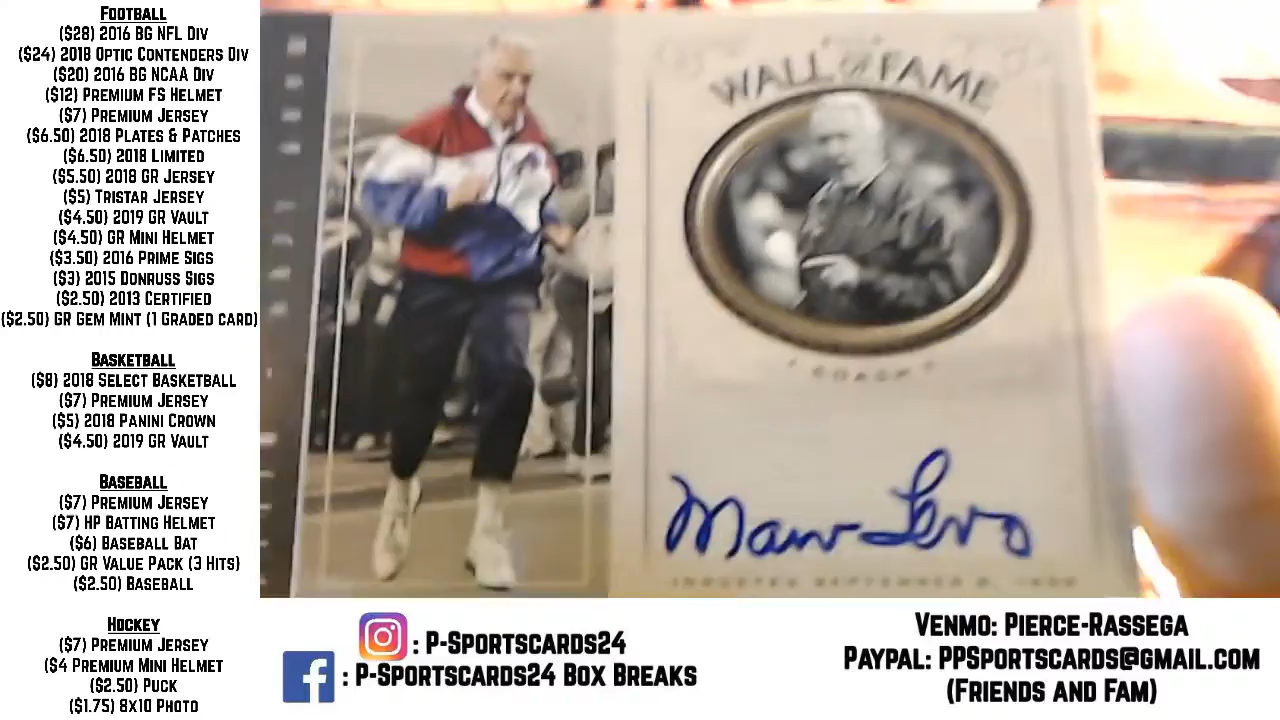 Football
($28) 2016 BG NFL Div
($24) 2018 Optic Contenders Div
($20) 2016 BG NCAA Div
($12) Premium FS Helmet
($7) Premium Jersey
($6.50) 2018 Plates & Patches
($6.50) 2018 Limited
($5.50) 2018 GR Jersey
($5) Tristar Jersey
($4.50) 2019 GR Vault
($4.50) GR Mini Helmet
($3.50) 2016 Prime Sigs
($3) 2015 Donruss Sigs
($2.50) 2013 Certified
($2.50) GR Gem Mint (1 Graded card)
Basketball
($8) 2018 Select Basketball
($7) Premium Jersey
($5) 2018 Panini Crown
($4.50) 2019 GR Vault
Baseball
($7) Premium Jersey
($7) HP Batting Helmet
($6) Baseball Bat
($2.50) GR Value Pack (3 Hits)
($2.50) Baseball
Hockey
($7) Premium Jersey
($4 Premium Mini Helmet
($2.50) Puck
($1.75) 8x10 Photo
WALL OF FAME
COACH
Marv Levy
: P-Sportscards24
: P-Sportscards24 Box Breaks
Venmo: Pierce-Rassega
PayPal: PPSportscards@gmail.com
(Friends and Fam)